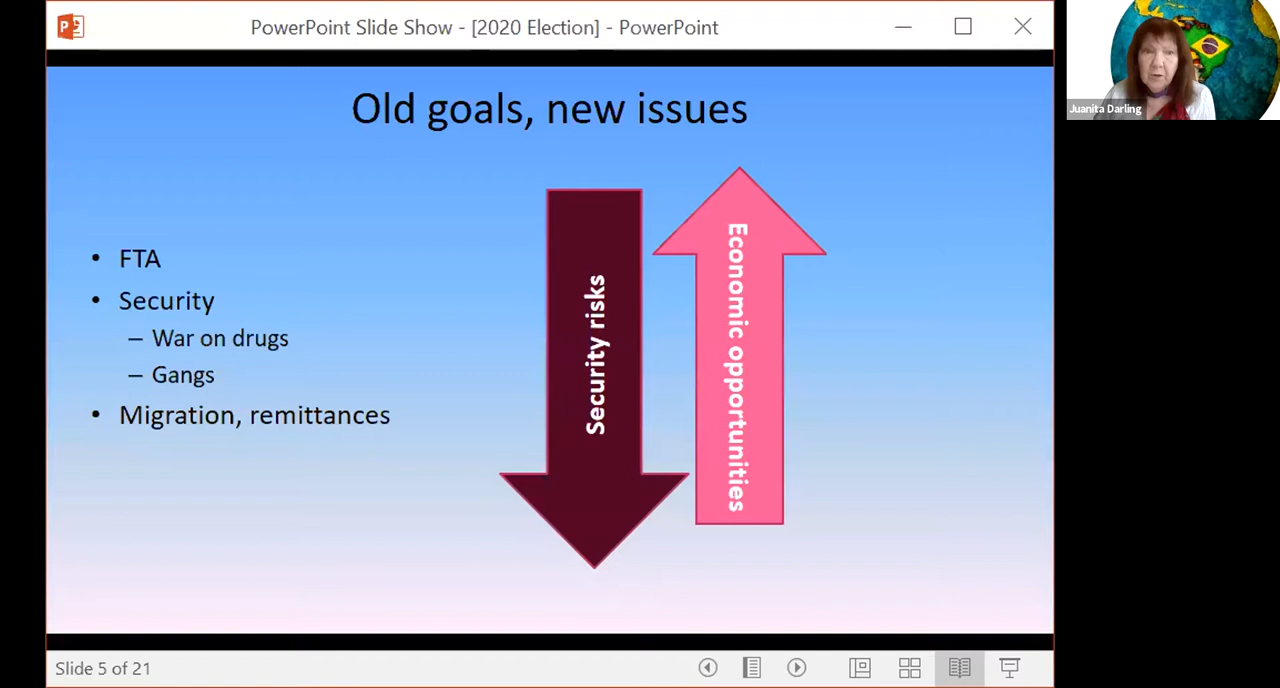 PowerPoint Slide Show - [2020 Election] - PowerPoint
Juanita Darling
Old goals, new issues
• FTA
• Security
– War on drugs
– Gangs
• Migration, remittances
Security risks
Economic opportunities
Slide 5 of 21